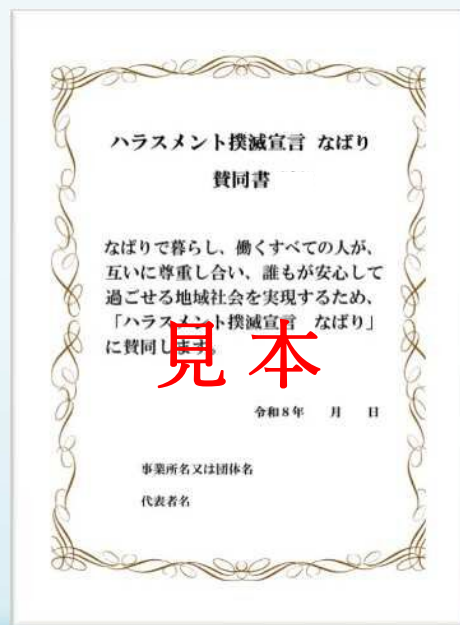 ハラスメント撲滅宣言 なばり
賛同書
なばりで暮らし、働くすべての人が、
互いに尊重し合い、誰もが安心して
過ごせる地域社会を実現するため、
「ハラスメント撲滅宣言　なばり」
に賛同します。
見本
令和8年　月　日
事業所名又は団体名
代表者名